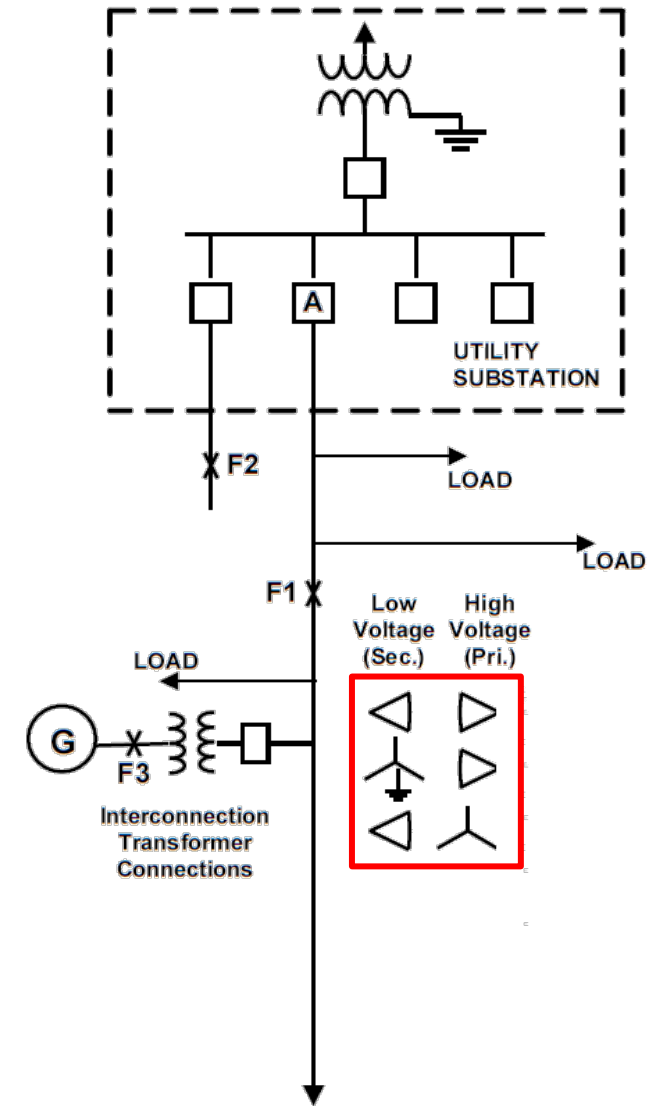 A
UTILITY
SUBSTATION
F2
LOAD
LOAD
F1
Low
Voltage
(Sec.)
High
Voltage
(Pri.)
LOAD
G
F3
Interconnection
Transformer
Connections